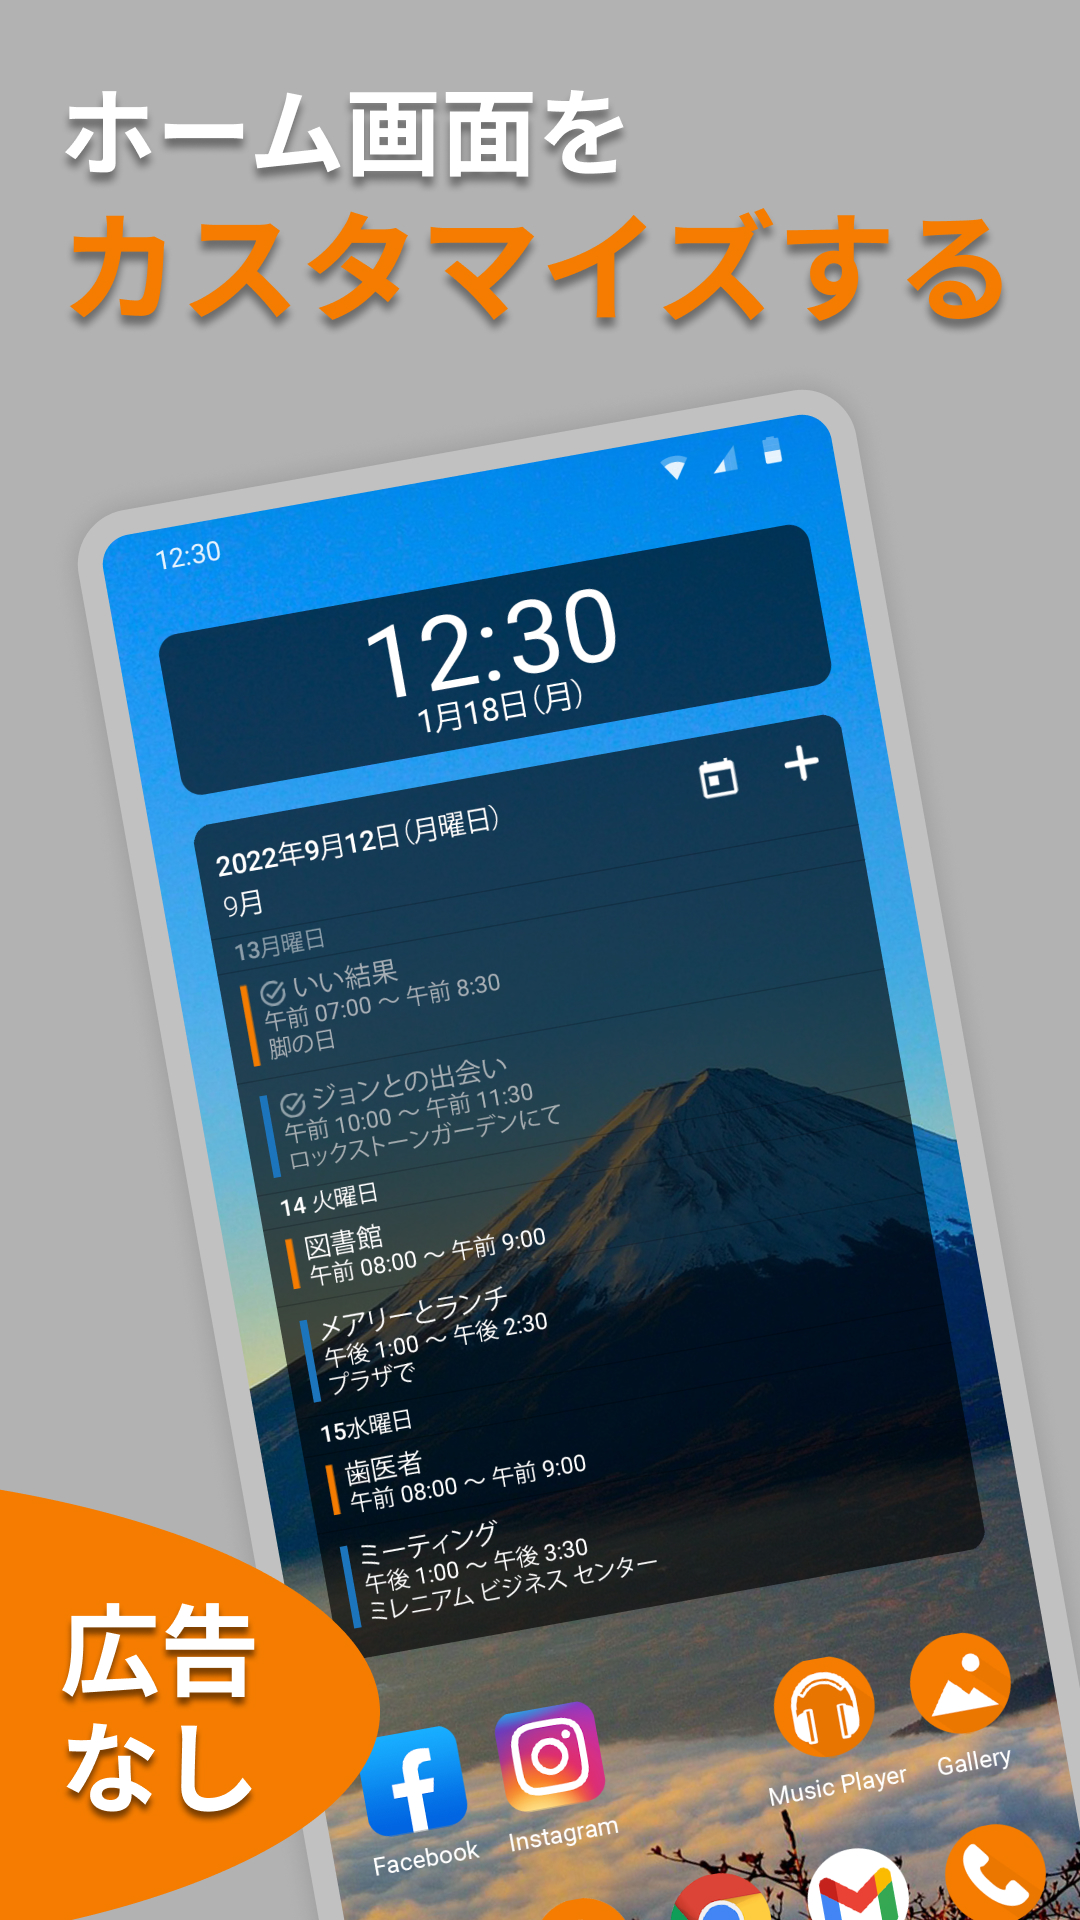 ホーム画面を
カスタマイズする
12:30
12:30
1月18日(月)
2022年9月12日(月曜日)
9月
13月曜日
いい結果
午前 07:00 〜 午前 8:30
脚の日
ジョンとの出会い
午前 10:00 〜 午前 11:30
ロックストーンガーデンにて
14 火曜日
図書館
午前 08:00 〜 午前 9:00
メアリーとランチ
午後 1:00 〜 午後 2:30
プラザで
15水曜日
歯医者
午前 08:00 〜 午前 9:00
ミーティング
午後 1:00 〜 午後 3:30
ミレニアム ビジネス センター
広告
なし
Facebook
Instagram
Music Player
Gallery